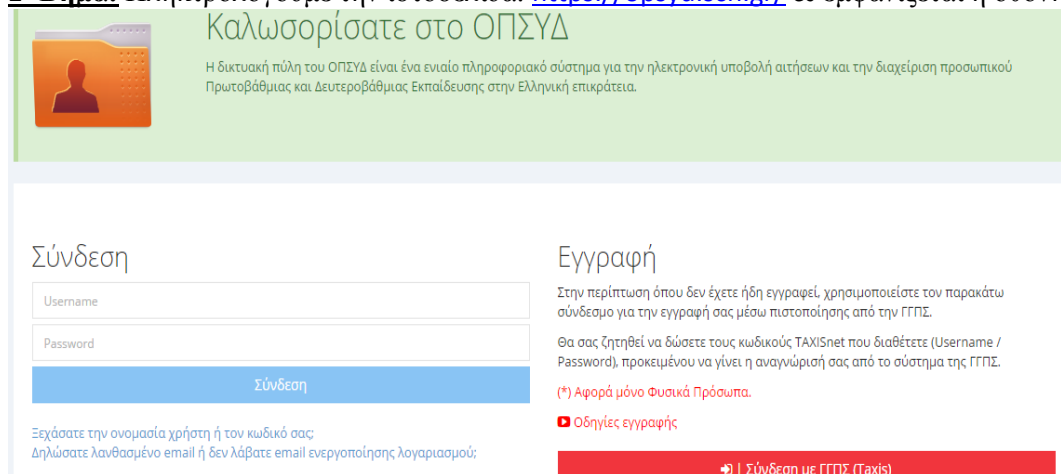 Καλωσορίσατε στο ΟΠΣΥΔ
Η δικτυακή πύλη του ΟΠΣΥΔ είναι ένα ενιαίο πληροφοριακό σύστημα για την ηλεκτρονική υποβολή αιτήσεων και την διαχείριση προσωπικού
Πρωτοβάθμιας και Δευτεροβάθμιας Εκπαίδευσης στην Ελληνική επικράτεια.
Σύνδεση
Username
Password
Σύνδεση
Ξεχάσατε την ονομασία χρήστη ή τον κωδικό σας;
Δηλώσατε λανθασμένο email ή δεν λάβατε email ενεργοποίησης λογαριασμού;
Εγγραφή
Στην περίπτωση όπου δεν έχετε ήδη εγγραφεί, χρησιμοποιείστε τον παρακάτω
σύνδεσμο για την εγγραφή σας μέσω πιστοποίησης από την ΓΓΠΣ.
Θα σας ζητηθεί να δώσετε τους κωδικούς TAXISnet που διαθέτετε (Username /
Password), προκειμένου να γίνει η αναγνώρισή σας από το σύστημα της ΓΓΠΣ.
(*) Αφορά μόνο Φυσικά Πρόσωπα.
Οδηγίες εγγραφής
| Σύνδεση με ΓΓΠΣ (Taxis)